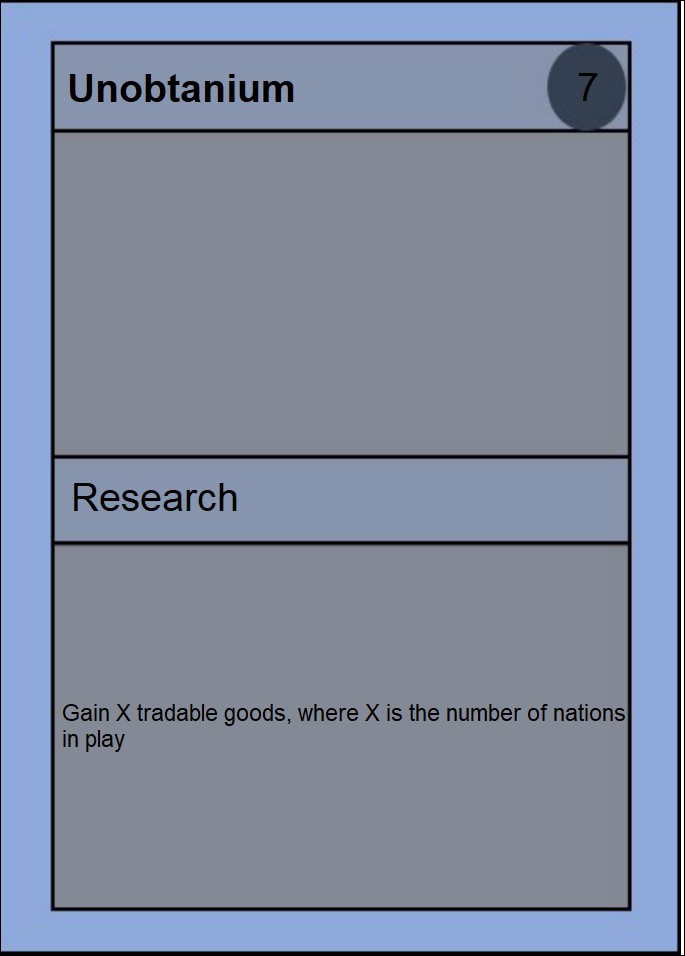 Unobtanium
7
Research
Gain X tradable goods, where X is the number of nations
in play